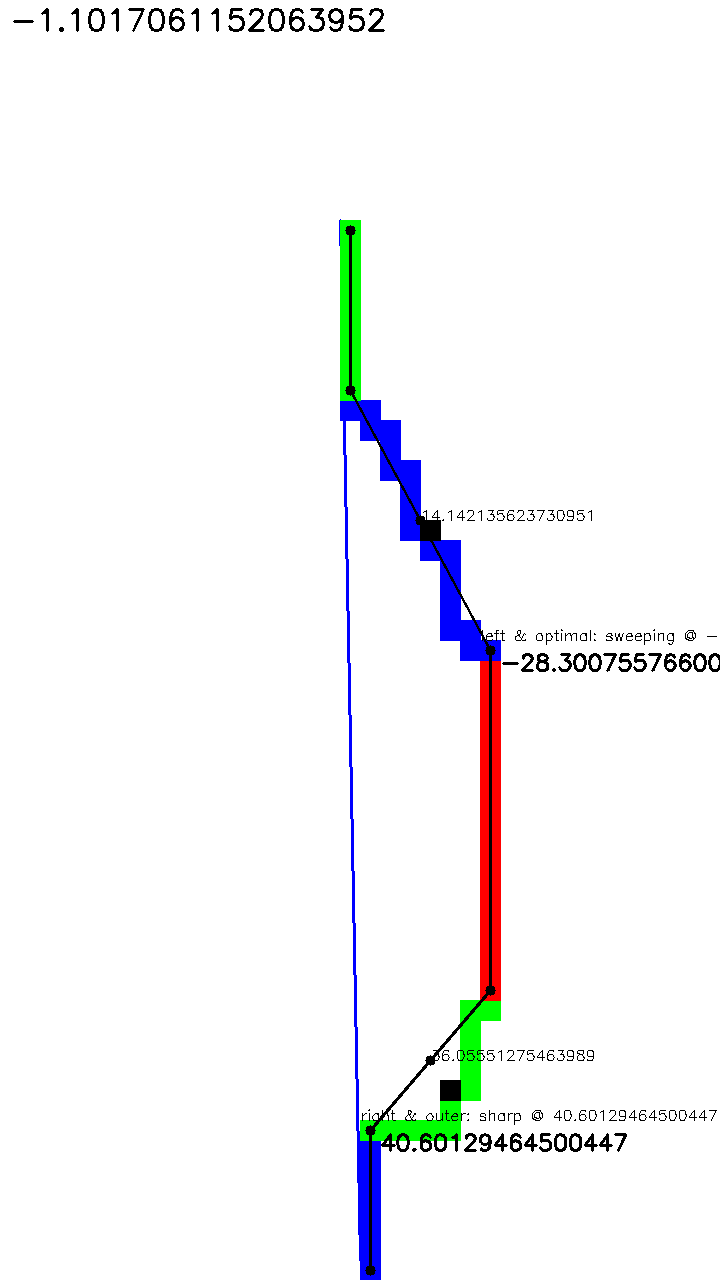 −1.1017061152063952
14.142135623730951
left & optimal: sweeping @ −
−28.30075576600
36.05551275463989
right & outer: sharp @ 40.60129464500447
40.60129464500447